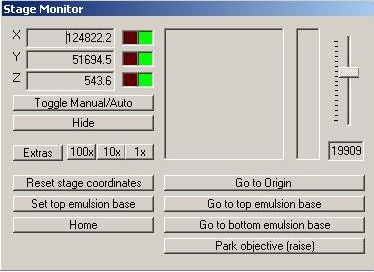 Stage Monitor
X 124822.2
Y 51694.5
Z 543.6
Toggle Manual/Auto
Hide
Extras 100x 10x 1x
19909
Reset stage coordinates Go to Origin
Set top emulsion base Go to top emulsion base
Home Go to bottom emulsion base
Park objective (raise)